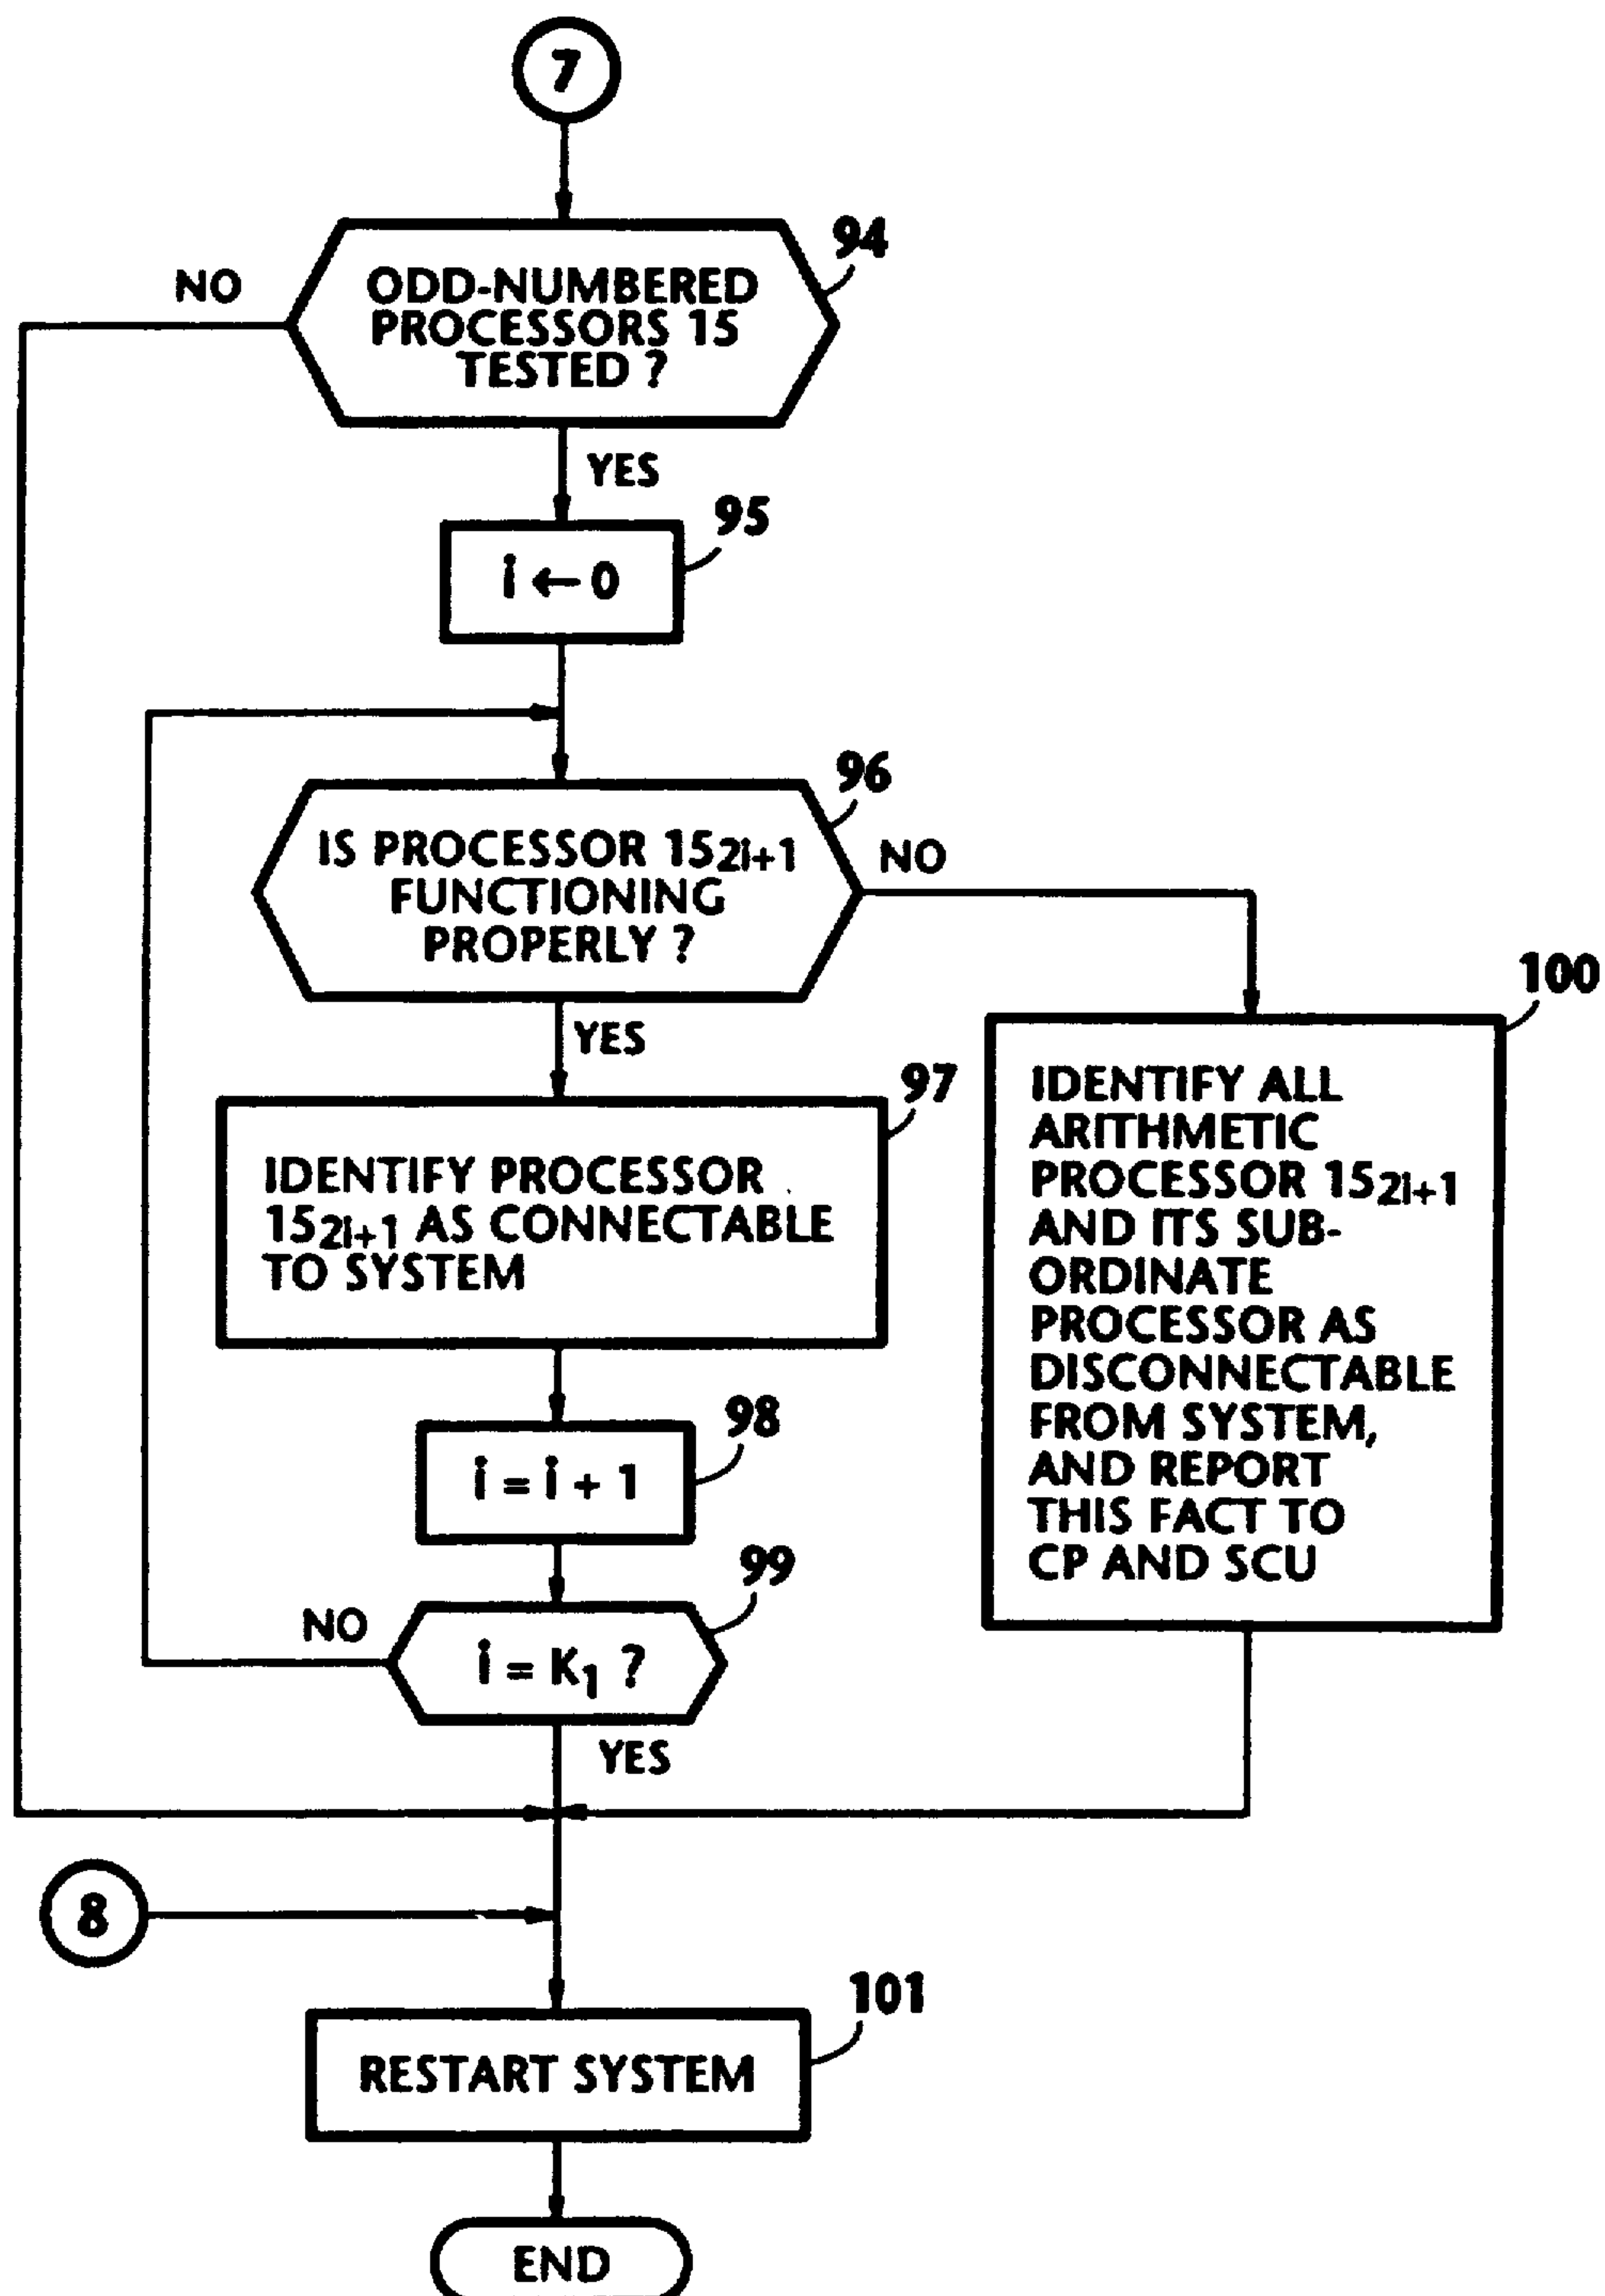 7
94
NO
ODD-NUMBERED
PROCESSORS 15
TESTED ?
YES
95
i ← 0
96
IS PROCESSOR 15₂ᵢ₊₁
FUNCTIONING
PROPERLY ?
NO
YES
97
IDENTIFY PROCESSOR
15₂ᵢ₊₁ AS CONNECTABLE
TO SYSTEM
100
IDENTIFY ALL
ARITHMETIC
PROCESSOR 15₂ᵢ₊₁
AND ITS SUB-
ORDINATE
PROCESSOR AS
DISCONNECTABLE
FROM SYSTEM,
AND REPORT
THIS FACT TO
CP AND SCU
98
i = i + 1
99
NO
i = K₁ ?
YES
8
101
RESTART SYSTEM
END